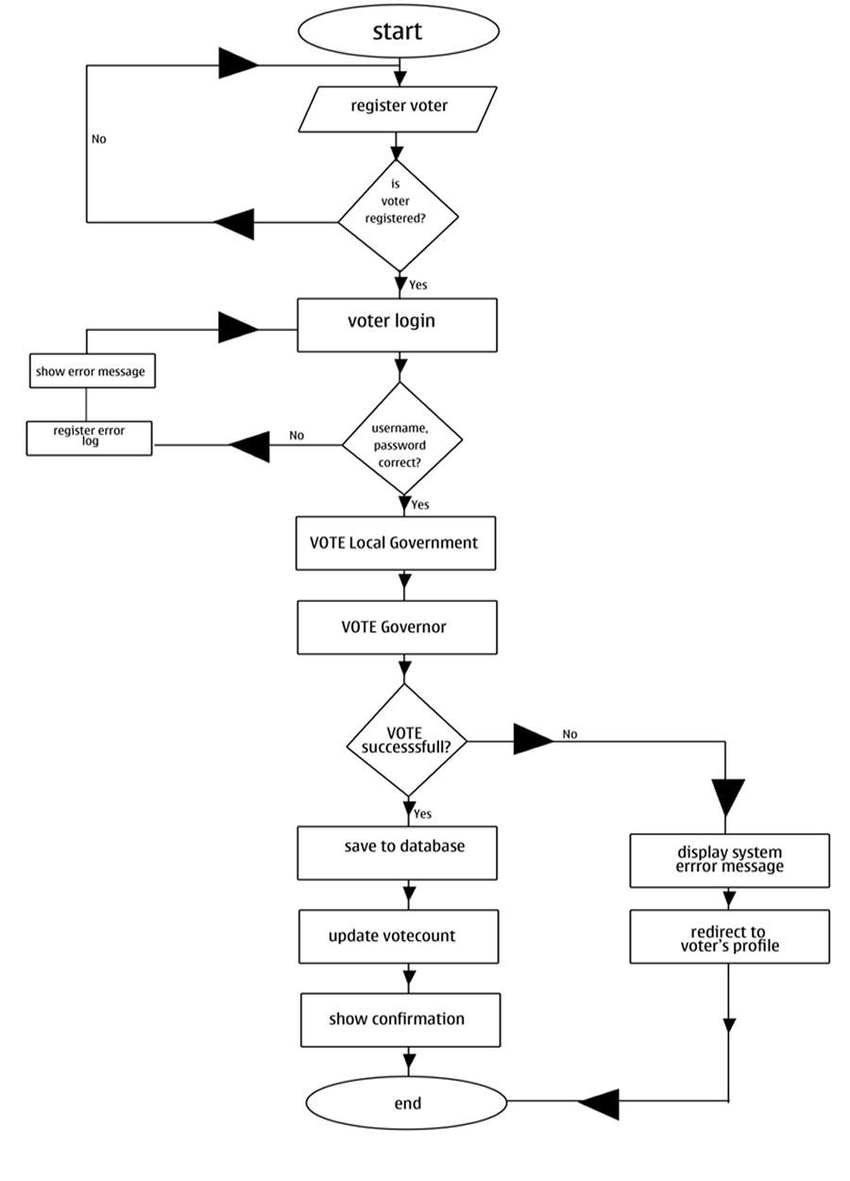 start
register voter
No
is
voter
registered?
Yes
voter login
show error message
register error
log
No
username,
password
correct?
Yes
VOTE Local Government
VOTE Governor
VOTE
successsfull?
No
Yes
save to database
display system
errror message
update votecount
redirect to
voter's profile
show confirmation
end